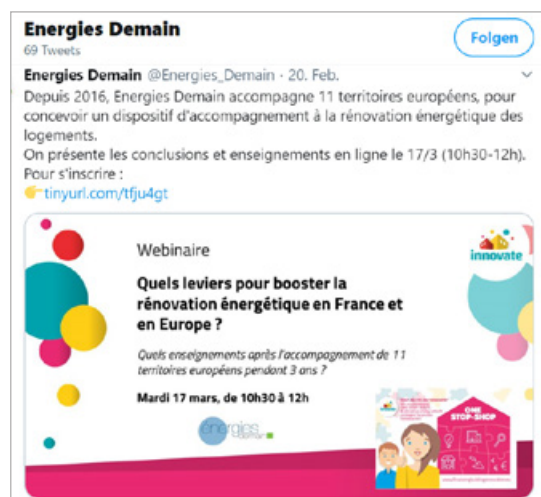 Energies Demain
69 Tweets
Folgen
Energies Demain @Energies_Demain · 20. Feb.
Depuis 2016, Energies Demain accompagne 11 territoires européens, pour
concevoir un dispositif d'accompagnement à la rénovation énergétique des
logements.
On présente les conclusions et enseignements en ligne le 17/3 (10h30-12h).
Pour s'inscrire :
👉tinyurl.com/tfju4gt
innovate
Webinaire
Quels leviers pour booster la
rénovation énergétique en France et
en Europe ?
Quels enseignements après l'accompagnement de 11
territoires européens pendant 3 ans ?
Mardi 17 mars, de 10h30 à 12h
énergies
demain
ONE
STOP-SHOP